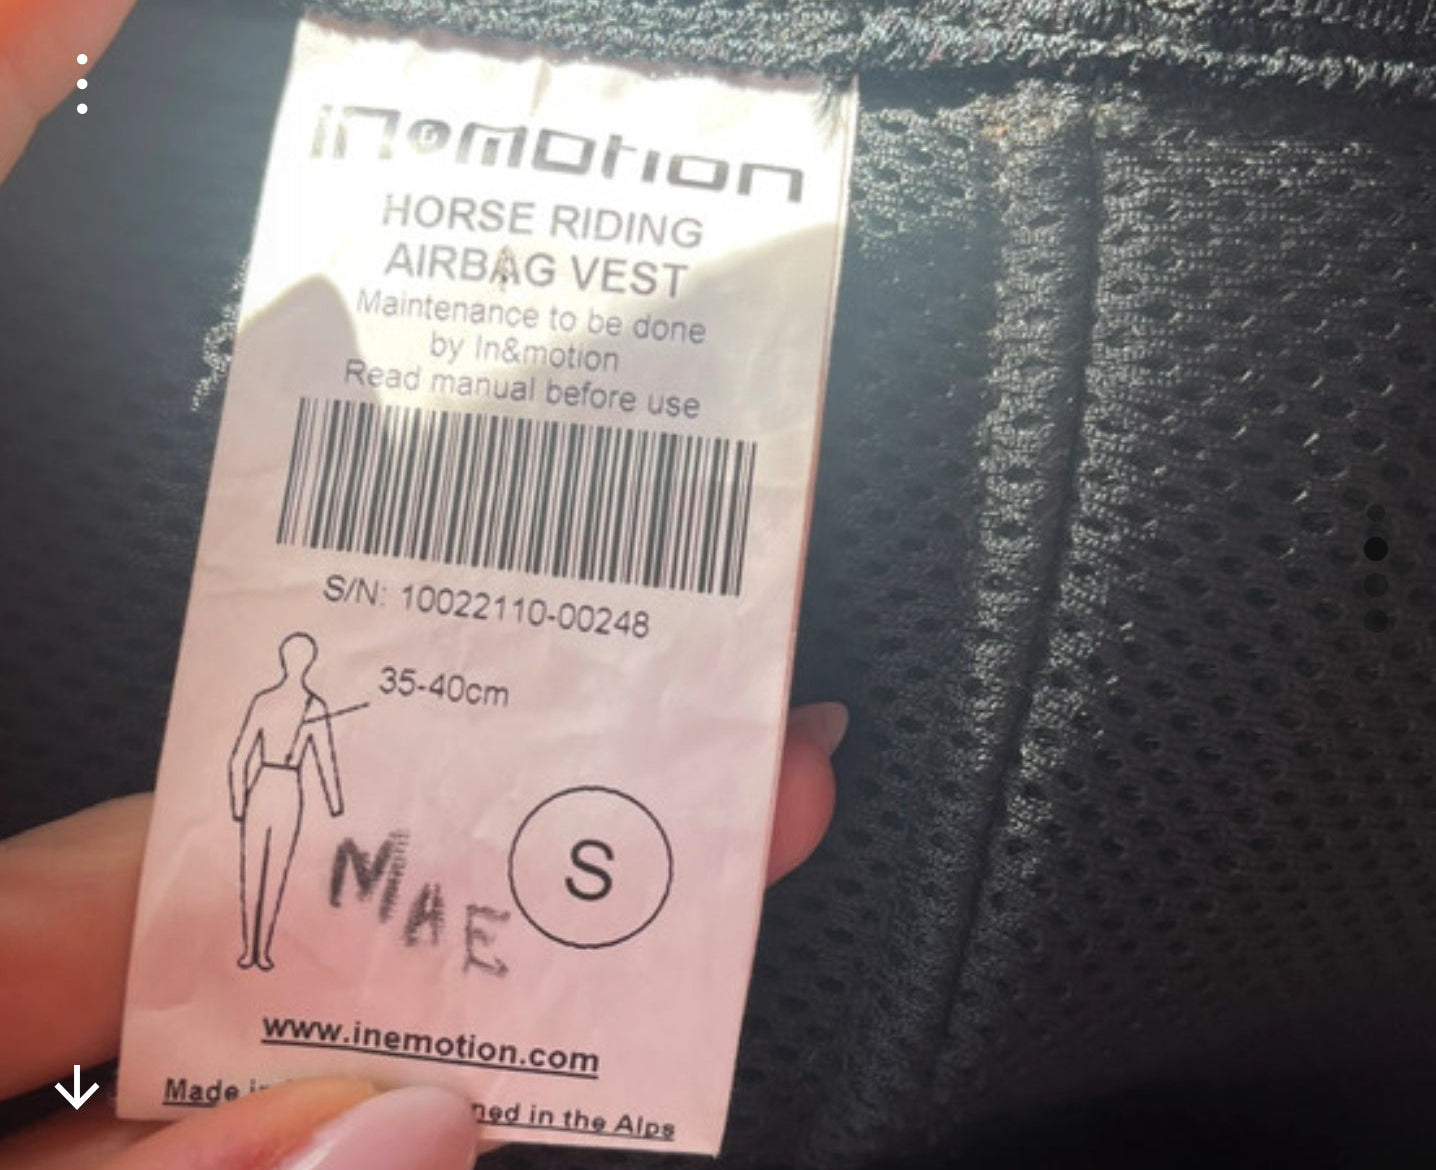 in&motion
HORSE RIDING
AIRBAG VEST
Maintenance to be done
by In&motion
Read manual before use
S/N: 10022110-00248
35-40cm
MAE
S
www.inemotion.com
Made in the Alps